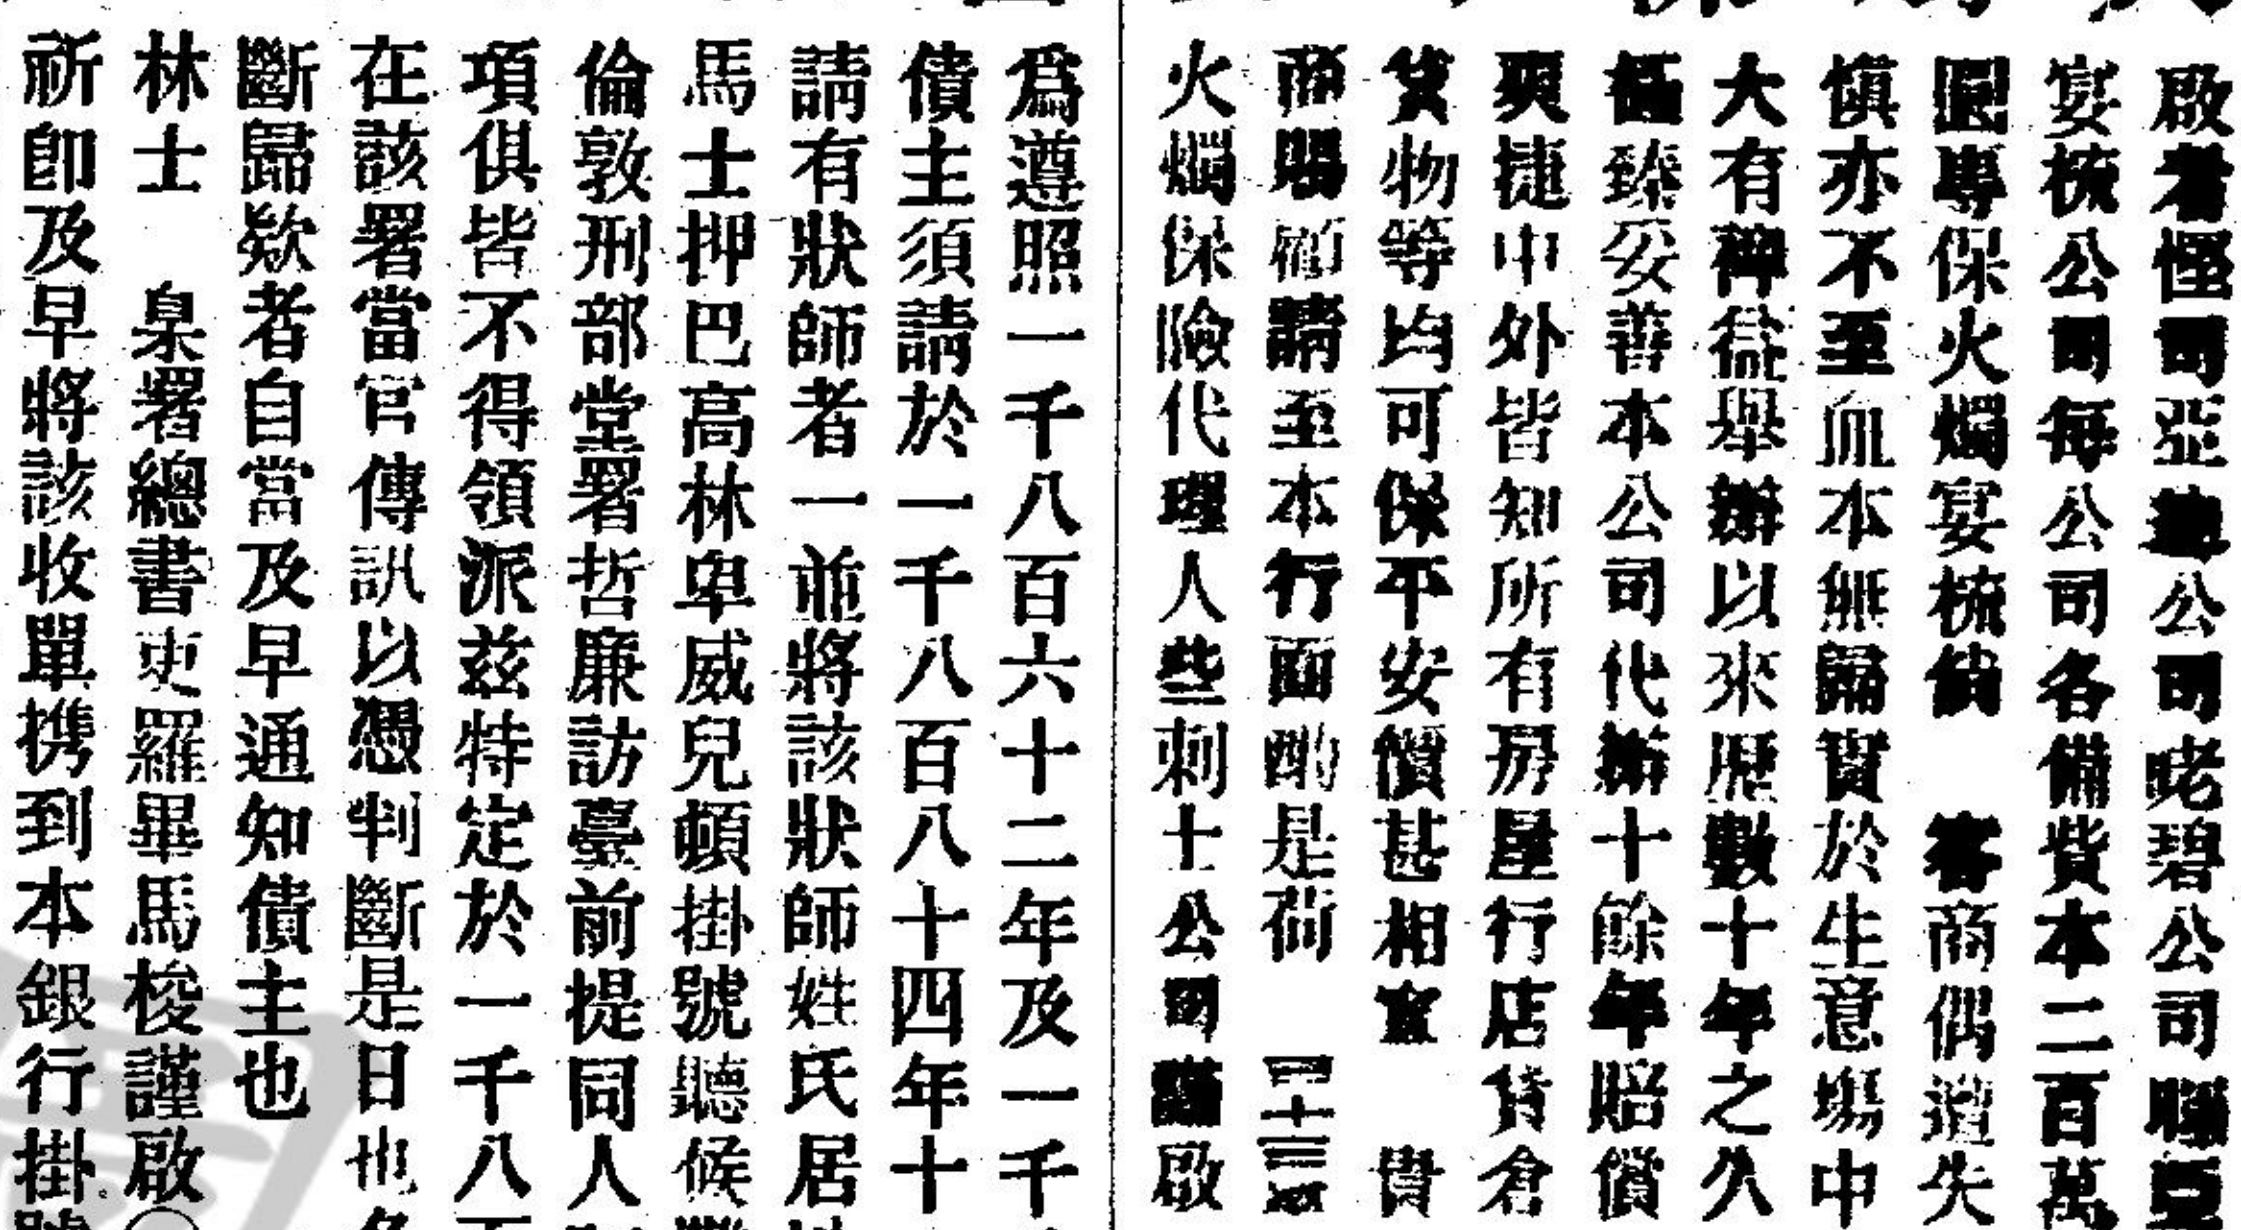 啟者怪司亞公司咾碧公司
宴梳公司每公司各備貲本二百萬
圓專保火燭宴梳 客商偶遭失
慎亦不至血本無歸實於生意塲中
大有裨益舉辦以來歷數十年之久
極臻妥善本公司代辦十餘年賠償
爽捷中外皆知所有房屋行店貨倉
貨物等均可保平安價甚相宜 貴
商賜顧請至本行面酌是荷
火燭保險代理人些刺士公司謹啟
爲遵照一千八百六十二年及一千
債主須請於一千八百八十四年十
請有狀師者一並將該狀師姓氏居
馬士押巴高林卑威兒頓掛號聽候
倫敦刑部堂署哲廉訪臺前提同人
項俱皆不得領派茲特定於一千八
在該署當官傳訊以憑判斷是日也
斷歸欵者自當及早通知債主也
林士 臬署總書吏羅畢馬梭謹啟
祈卽及早將該收單携到本銀行掛